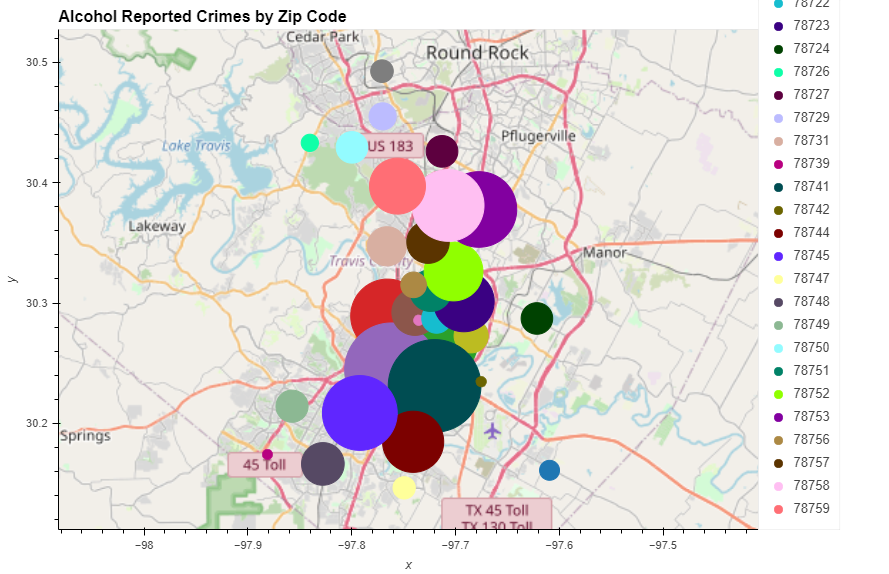 Alcohol Reported Crimes by Zip Code
78722
78723
78724
78726
78727
78729
78731
78739
78741
78742
78744
78745
78747
78748
78749
78750
78751
78752
78753
78756
78757
78758
78759
Cedar Park
Round Rock
Pflugerville
US 183
Lake Travis
Lakeway
Travis County
Manor
Springs
45 Toll
TX 45 Toll
TX 130 Toll
y
30.5
30.4
30.3
30.2
−98
−97.9
−97.8
−97.7
−97.6
−97.5
x